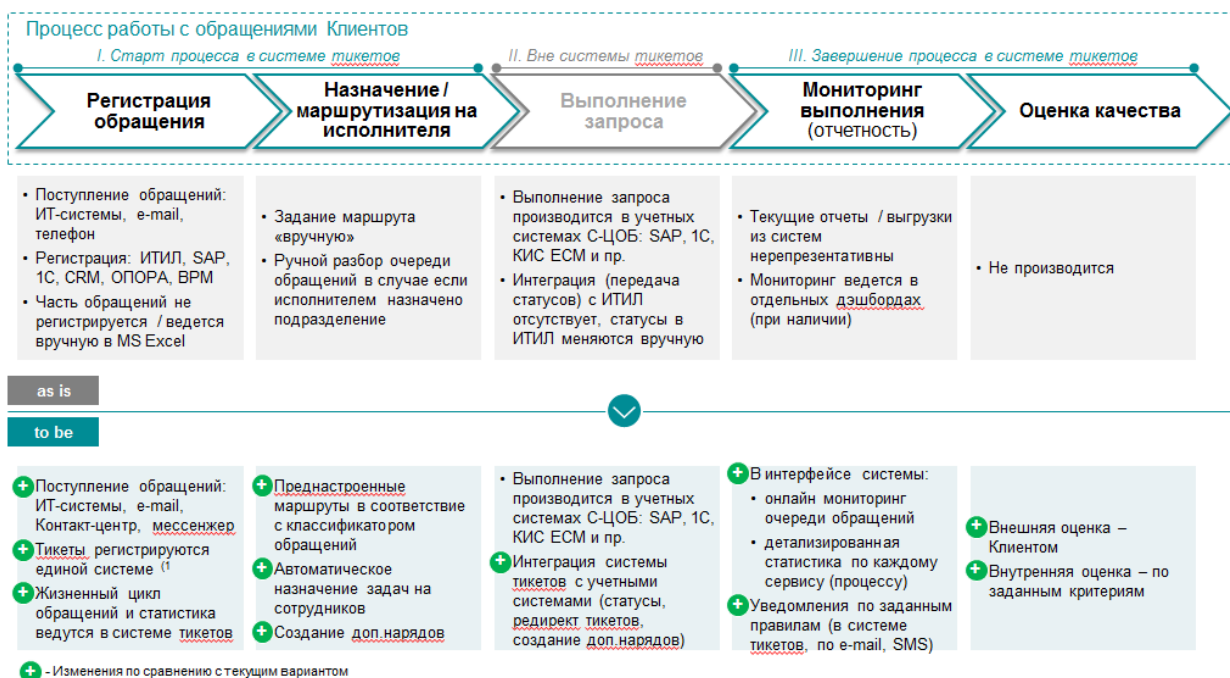 Процесс работы с обращениями Клиентов
I. Старт процесса в системе тикетов
II. Вне системы тикетов
III. Завершение процесса в системе тикетов
Регистрация
обращения
Назначение /
маршрутизация на
исполнителя
Выполнение
запроса
Мониторинг
выполнения
(отчетность)
Оценка качества
• Поступление обращений:
ИТ-системы, e-mail,
телефон
• Регистрация: ИТИЛ, SAP,
1С, CRM, ОПОРА, BPM
• Часть обращений не
регистрируется / ведется
вручную в MS Excel
• Задание маршрута
«вручную»
• Ручной разбор очереди
обращений в случае если
исполнителем назначено
подразделение
• Выполнение запроса
производится в учетных
системах С-ЦОБ: SAP, 1С,
КИС ЕСМ и пр.
• Интеграция (передача
статусов) с ИТИЛ
отсутствует, статусы в
ИТИЛ меняются вручную
• Текущие отчеты / выгрузки
из систем
нерепрезентативны
• Мониторинг ведется в
отдельных дэшбордах
(при наличии)
• Не производится
as is
to be
Поступление обращений:
ИТ-системы, e-mail,
Контакт-центр, мессенжер
Тикеты регистрируются
единой системе (1
Жизненный цикл
обращений и статистика
ведутся в системе тикетов
Преднастроенные
маршруты в соответствие
с классификатором
обращений
Автоматическое
назначение задач на
сотрудников
Создание доп.нарядов
• Выполнение запроса
производится в учетных
системах С-ЦОБ: SAP, 1С,
КИС ЕСМ и пр.
Интеграция системы
тикетов с учетными
системами (статусы,
редирект тикетов,
создание доп.нарядов)
В интерфейсе системы:
• онлайн мониторинг
очереди обращений
• детализированная
статистика по каждому
сервису (процессу)
Уведомления по заданным
правилам (в системе
тикетов, по e-mail, SMS)
Внешняя оценка –
Клиентом
Внутренняя оценка – по
заданным критериям
- Изменения по сравнению с текущим вариантом